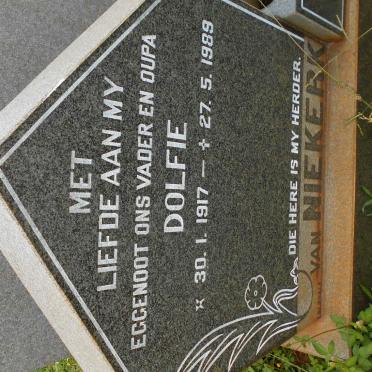 MET
LIEFDE AAN MY
EGGENOOT ONS VADER EN OUPA
DOLFIE
¤ 30. 1. 1917 — ✝ 27. 5. 1989
DIE HERE IS MY HERDER.
VAN NIEKERK